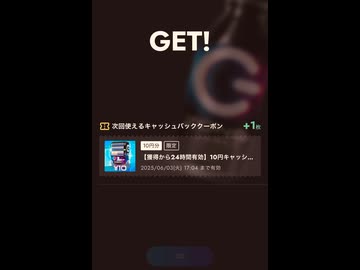 GET!
次回使えるキャッシュバッククーポン +1枚
10円分 限定
【獲得から24時間有効】10円キャッシ...
¥10
2025/06/03(火) 17:04 まで有効